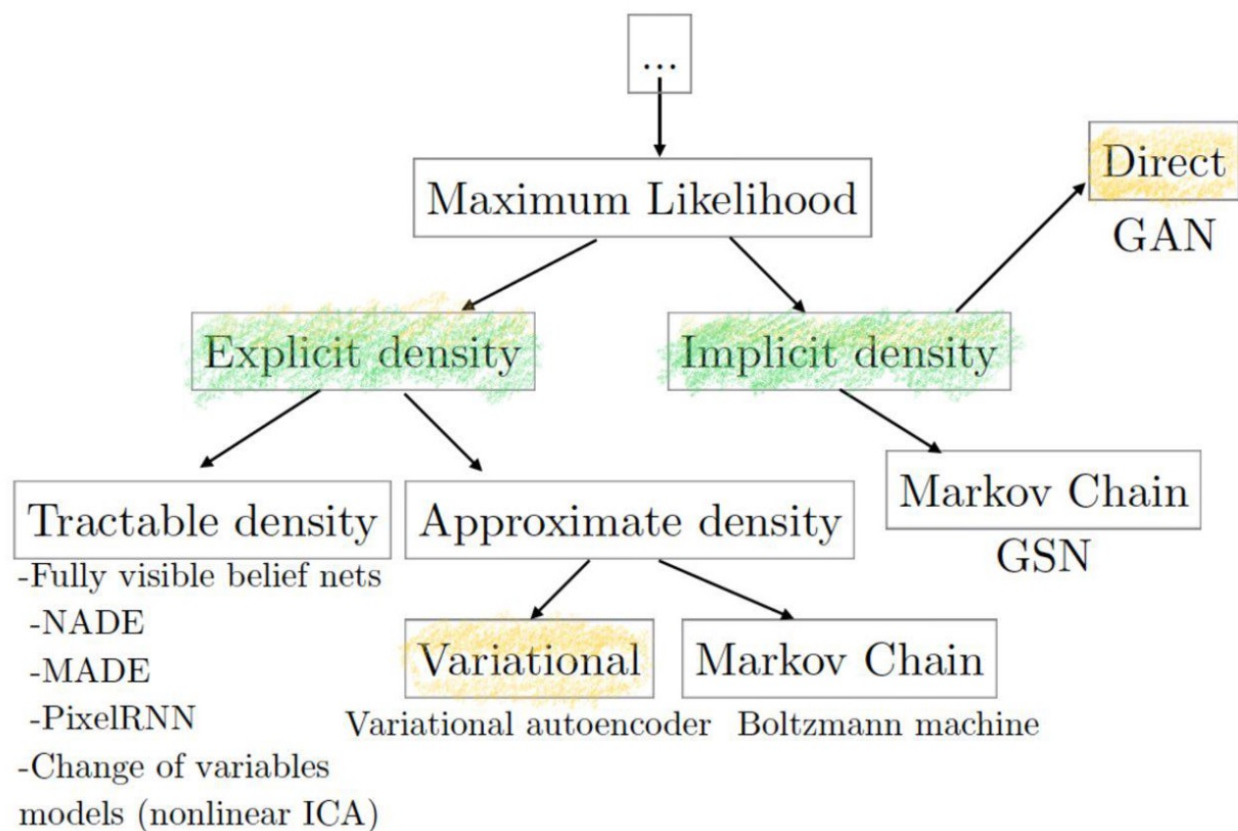 ...
Maximum Likelihood
Direct
GAN
Explicit density
Implicit density
Tractable density
-Fully visible belief nets
-NADE
-MADE
-PixelRNN
-Change of variables
models (nonlinear ICA)
Approximate density
Variational
Variational autoencoder
Markov Chain
Boltzmann machine
Markov Chain
GSN